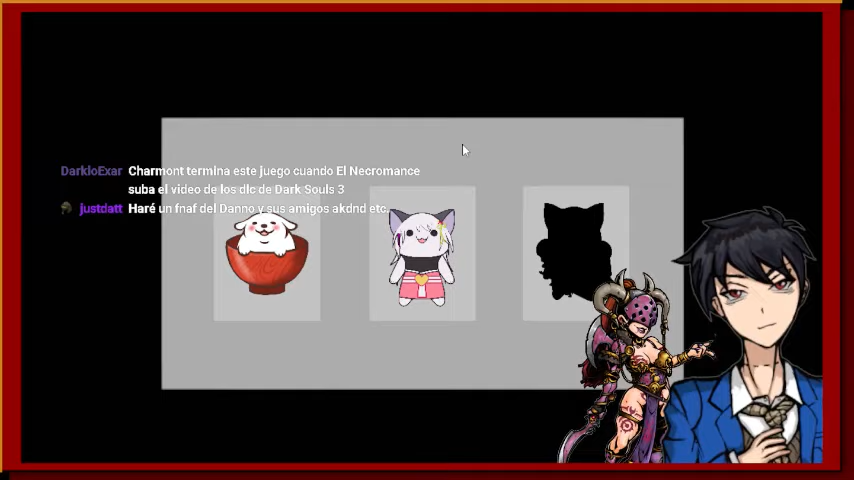 DarkloExar Charmont termina este juego cuando El Necromance
suba el video de los dlc de Dark Souls 3
justdatt Haré un fnaf del Danno y sus amigos akdnd etc.